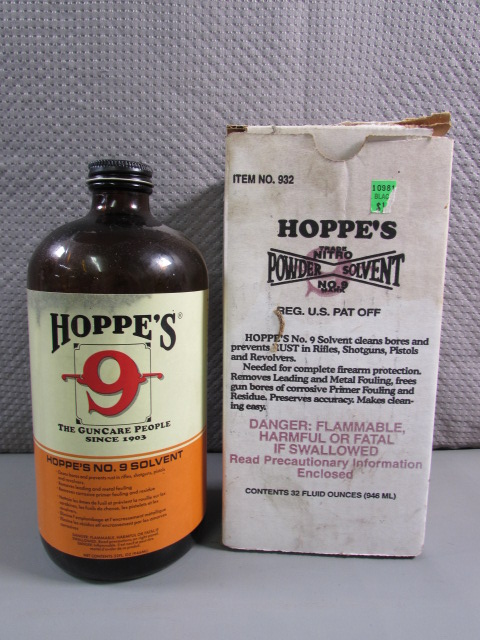 HOPPE'S®
9
THE GUNCARE PEOPLE
SINCE 1903
HOPPE'S NO. 9 SOLVENT
ITEM NO. 932
10981
BLAC
$1
HOPPE'S
TRADE
NITRO
POWDER SOLVENT
NO. 9
REG. U.S. PAT OFF
HOPPE'S No. 9 Solvent cleans bores and
prevents RUST in Rifles, Shotguns, Pistols
and Revolvers.
Needed for complete firearm protection.
Removes Leading and Metal Fouling, frees
gun bores of corrosive Primer Fouling and
Residue. Preserves accuracy. Makes clean-
ing easy.
DANGER: FLAMMABLE,
HARMFUL OR FATAL
IF SWALLOWED
Read Precautionary Information
Enclosed
CONTENTS 32 FLUID OUNCES (946 ML)